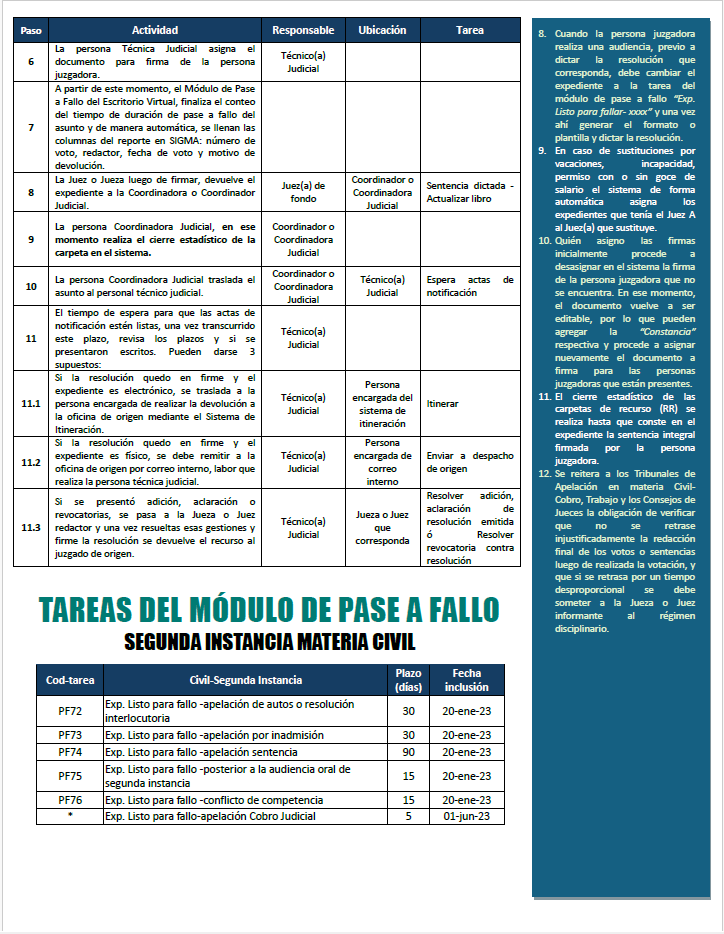 Paso Actividad Responsable Ubicación Tarea
6
La persona Técnica Judicial asigna el
documento para firma de la persona
juzgadora.
Técnico(a)
Judicial
7
A partir de este momento, el Módulo de Pase
a Fallo del Escritorio Virtual, finaliza el conteo
del tiempo de duración de pase a fallo del
asunto y de manera automática, se llenan las
columnas del reporte en SIGMA: número de
voto, redactor, fecha de voto y motivo de
devolución.
8
La Juez o Jueza luego de firmar, devuelve el
expediente a la Coordinadora o Coordinador
Judicial.
Juez(a) de
fondo
Coordinador o
Coordinadora
Judicial
Sentencia dictada -
Actualizar libro
9
La persona Coordinadora Judicial, en ese
momento realiza el cierre estadístico de la
carpeta en el sistema.
Coordinador o
Coordinadora
Judicial
10
La persona Coordinadora Judicial traslada el
asunto al personal técnico judicial.
Coordinador o
Coordinadora
Judicial
Técnico(a)
Judicial
Espera actas de
notificación
11
El tiempo de espera para que las actas de
notificación estén listas, una vez transcurrido
este plazo, revisa los plazos y si se
presentaron escritos. Pueden darse 3
supuestos:
Técnico(a)
Judicial
11.1
Si la resolución quedo en firme y el
expediente es electrónico, se traslada a la
persona encargada de realizar la devolución a
la oficina de origen mediante el Sistema de
Itineración.
Técnico(a)
Judicial
Persona
encargada del
sistema de
itineración
Itinerar
11.2
Si la resolución quedo en firme y el
expediente es físico, se debe remitir a la
oficina de origen por correo interno, labor que
realiza la persona técnica judicial.
Técnico(a)
Judicial
Persona
encargada de
correo
interno
Enviar a despacho
de origen
11.3
Si se presentó adición, aclaración o
revocatorias, se pasa a la Jueza o Juez
redactor y una vez resueltas esas gestiones y
firme la resolución se devuelve el recurso al
juzgado de origen.
Técnico(a)
Judicial
Jueza o Juez
que
corresponda
Resolver adición,
aclaración de
resolución emitida
ó Resolver
revocatoria contra
resolución
TAREAS DEL MÓDULO DE PASE A FALLO
SEGUNDA INSTANCIA MATERIA CIVIL
Cod-tarea Civil-Segunda Instancia Plazo (días) Fecha inclusión
PF72 Exp. Listo para fallo -apelación de autos o resolución
interlocutoria 30 20-ene-23
PF73 Exp. Listo para fallo -apelación por inadmisión 30 20-ene-23
PF74 Exp. Listo para fallo -apelación sentencia 90 20-ene-23
PF75 Exp. Listo para fallo -posterior a la audiencia oral de
segunda instancia 15 20-ene-23
PF76 Exp. Listo para fallo -conflicto de competencia 15 20-ene-23
* Exp. Listo para fallo-apelación Cobro Judicial 5 01-jun-23
8. Cuando la persona juzgadora
realiza una audiencia, previo a
dictar la resolución que
corresponda, debe cambiar el
expediente a la tarea del
módulo de pase a fallo “Exp.
Listo para fallar- xxxx” y una vez
ahí generar el formato o
plantilla y dictar la resolución.
9. En caso de sustituciones por
vacaciones, incapacidad,
permiso con o sin goce de
salario el sistema de forma
automática asigna los
expedientes que tenía el Juez A
al Juez(a) que sustituye.
10. Quién asigno las firmas
inicialmente procede a
desasignar en el sistema la firma
de la persona juzgadora que no
se encuentra. En ese momento,
el documento vuelve a ser
editable, por lo que pueden
agregar la “Constancia”
respectiva y procede a asignar
nuevamente el documento a
firma para las personas
juzgadoras que están presentes.
11. El cierre estadístico de las
carpetas de recurso (RR) se
realiza hasta que conste en el
expediente la sentencia integral
firmada por la persona
juzgadora.
12. Se reitera a los Tribunales de
Apelación en materia Civil-
Cobro, Trabajo y los Consejos de
Jueces la obligación de verificar
que no se retrase
injustificadamente la redacción
final de los votos o sentencias
luego de realizada la votación, y
que si se retrasa por un tiempo
desproporcional se debe
someter a la Jueza o Juez
informante al régimen
disciplinario.